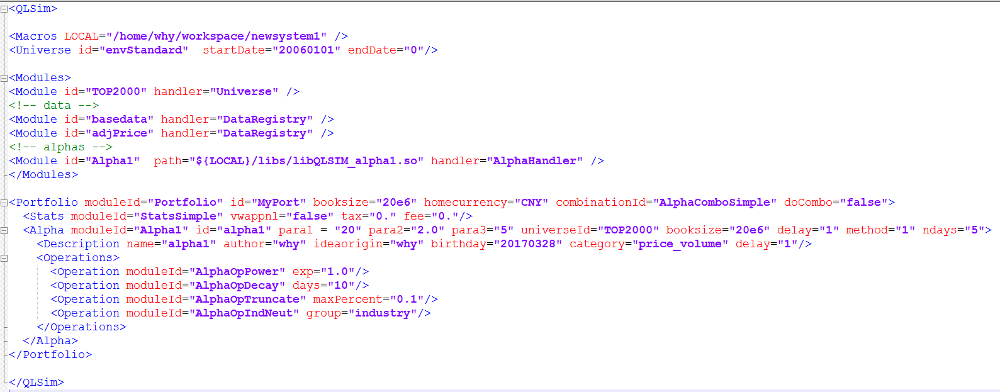 <QLSim>
<Macros LOCAL="/home/why/workspace/newsystem1" />
<Universe id="envStandard"  startDate="20060101" endDate="0"/>
<Modules>
<Module id="TOP2000" handler="Universe" />
<!-- data -->
<Module id="basedata" handler="DataRegistry" />
<Module id="adjPrice" handler="DataRegistry" />
<!-- alphas -->
<Module id="Alpha1"  path="${LOCAL}/libs/libQLSIM_alpha1.so" handler="AlphaHandler" />
</Modules>
<Portfolio moduleId="Portfolio" id="MyPort" booksize="20e6" homecurrency="CNY" combinationId="AlphaComboSimple" doCombo="false">
  <Stats moduleId="StatsSimple" vwappnl="false" tax="0." fee="0."/>
  <Alpha moduleId="Alpha1" id="alpha1" para1 = "20" para2="2.0" para3="5" universeId="TOP2000" booksize="20e6" delay="1" method="1" ndays="5">
    <Description name="alpha1" author="why" ideaorigin="why" birthday="20170328" category="price_volume" delay="1"/>
    <Operations>
      <Operation moduleId="AlphaOpPower" exp="1.0"/>
      <Operation moduleId="AlphaOpDecay" days="10"/>
      <Operation moduleId="AlphaOpTruncate" maxPercent="0.1"/>
      <Operation moduleId="AlphaOpIndNeut" group="industry"/>
    </Operations>
  </Alpha>
</Portfolio>
</QLSim>